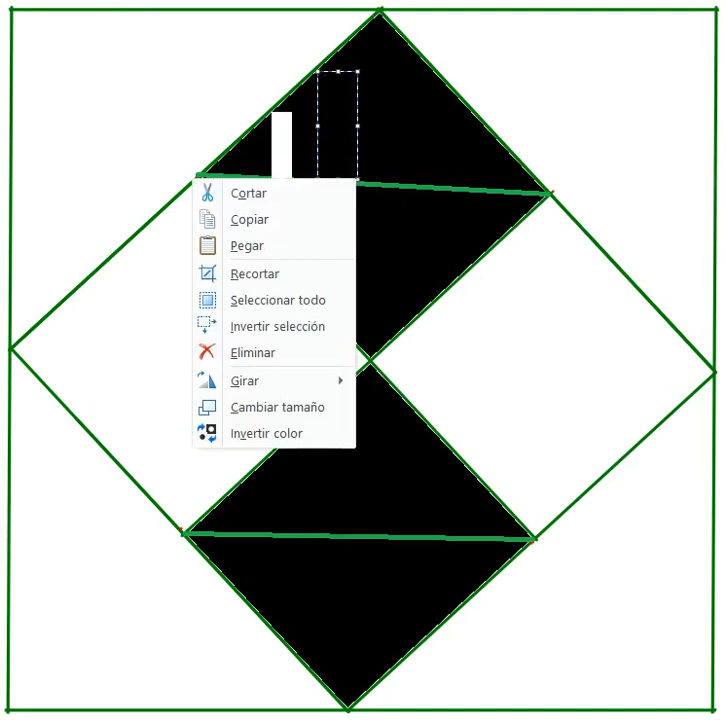 Cortar
Copiar
Pegar
Recortar
Seleccionar todo
Invertir selección
Eliminar
Girar
Cambiar tamaño
Invertir color